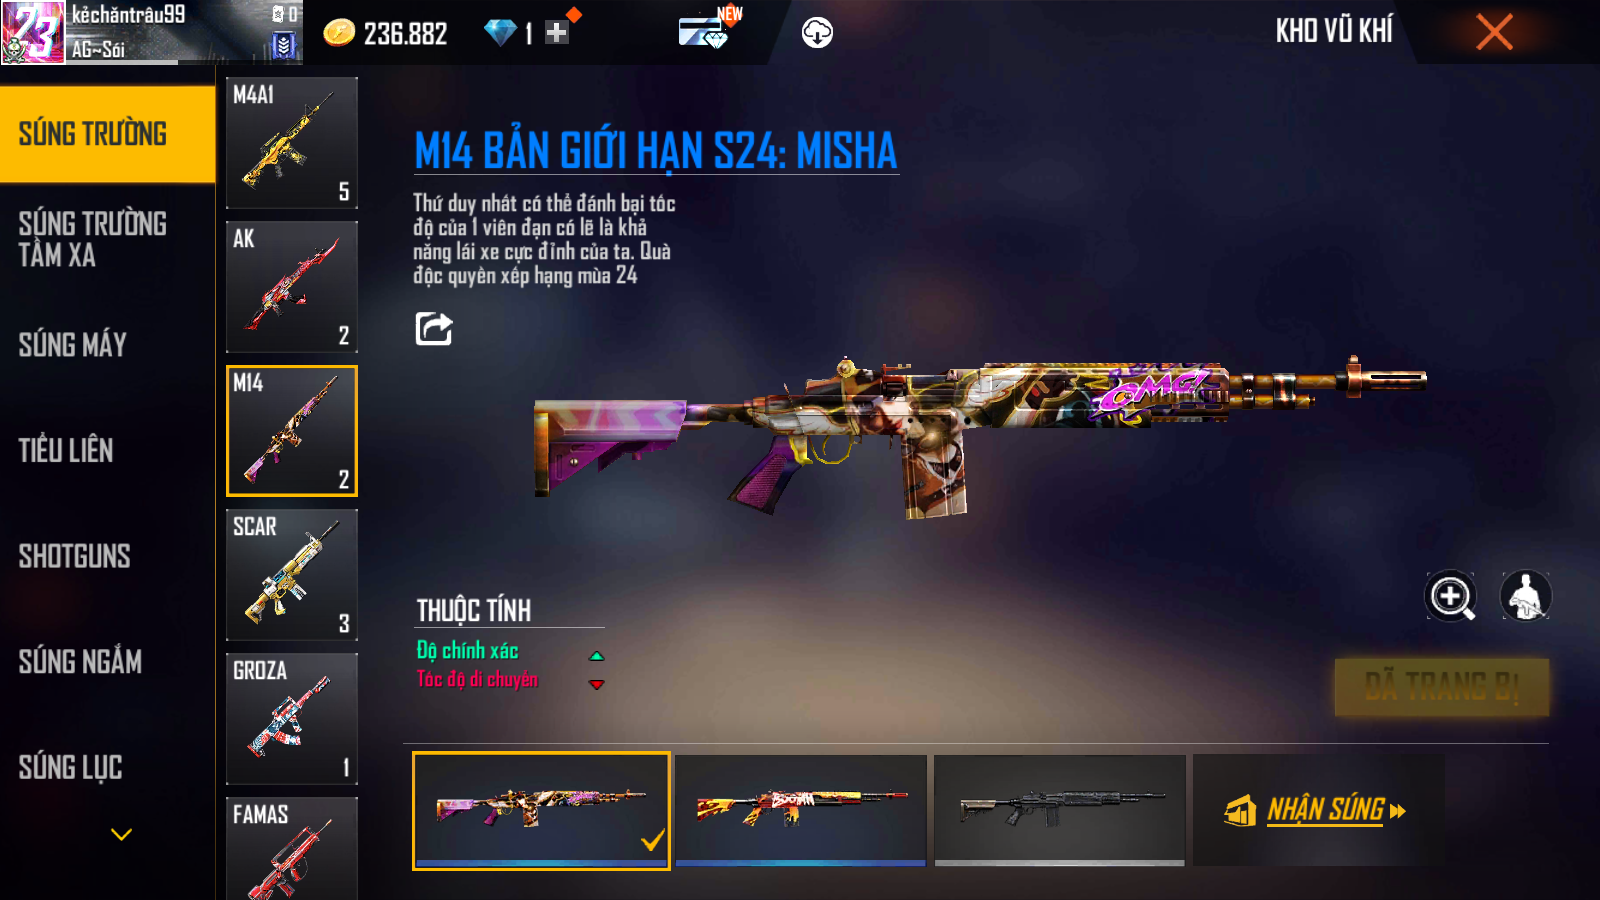 kẻchăntrâu99
AG~Sói
0
236.882
1
NEW
KHO VŨ KHÍ
SÚNG TRƯỜNG
SÚNG TRƯỜNG
TẦM XA
SÚNG MÁY
TIỂU LIÊN
SHOTGUNS
SÚNG NGẮM
SÚNG LỤC
M4A1
5
AK
2
M14
2
SCAR
3
GROZA
1
FAMAS
M14 BẢN GIỚI HẠN S24: MISHA
Thứ duy nhất có thể đánh bại tốc
độ của 1 viên đạn có lẽ là khả
năng lái xe cực đỉnh của ta. Quà
độc quyền xếp hạng mùa 24
OMG!
THUỘC TÍNH
Độ chính xác
Tốc độ di chuyển
ĐÃ TRANG BỊ
BOOYAH
NHẬN SÚNG